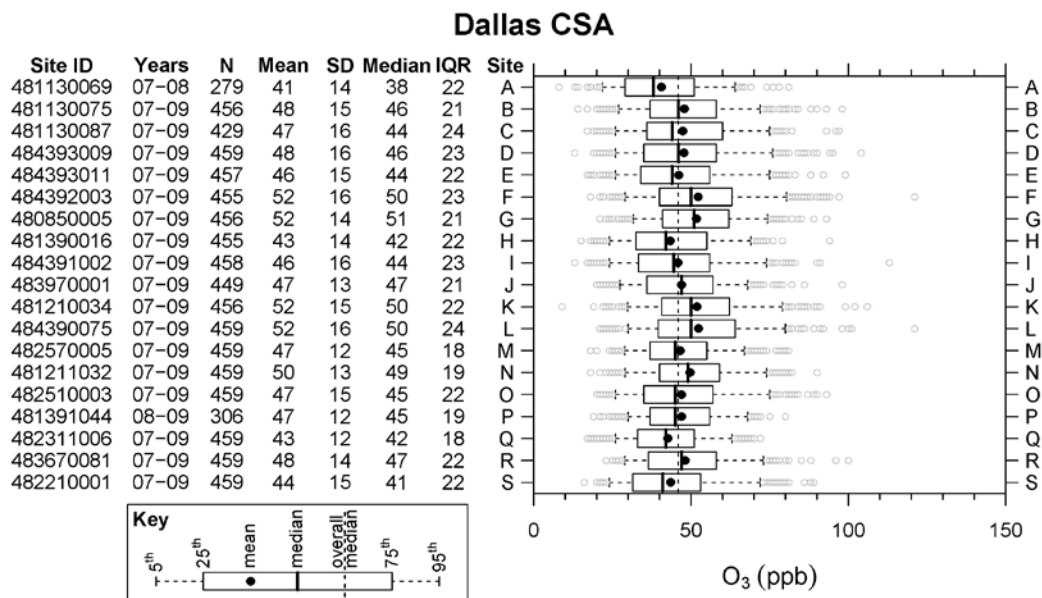 Dallas CSA
Site ID Years N Mean SD Median IQR Site
481130069 07-08 279 41 14 38 22 A A
481130075 07-09 456 48 15 46 21 B B
481130087 07-09 429 47 16 44 24 C C
484393009 07-09 459 48 16 46 23 D D
484393011 07-09 457 46 15 44 22 E E
484392003 07-09 455 52 16 50 23 F F
480850005 07-09 456 52 14 51 21 G G
481390016 07-09 455 43 14 42 22 H H
484391002 07-09 458 46 16 44 23 I I
483970001 07-09 449 47 13 47 21 J J
481210034 07-09 456 52 15 50 22 K K
484390075 07-09 459 52 16 50 24 L L
482570005 07-09 459 47 12 45 18 M M
481211032 07-09 459 50 13 49 19 N N
482510003 07-09 459 47 15 45 22 O O
481391044 08-09 306 47 12 45 19 P P
482311006 07-09 459 43 12 42 18 Q Q
483670081 07-09 459 48 14 47 22 R R
482210001 07-09 459 44 15 41 22 S S
0 50 100 150
O₃ (ppb)
Key
5th 25th mean median overall median 75th 95th